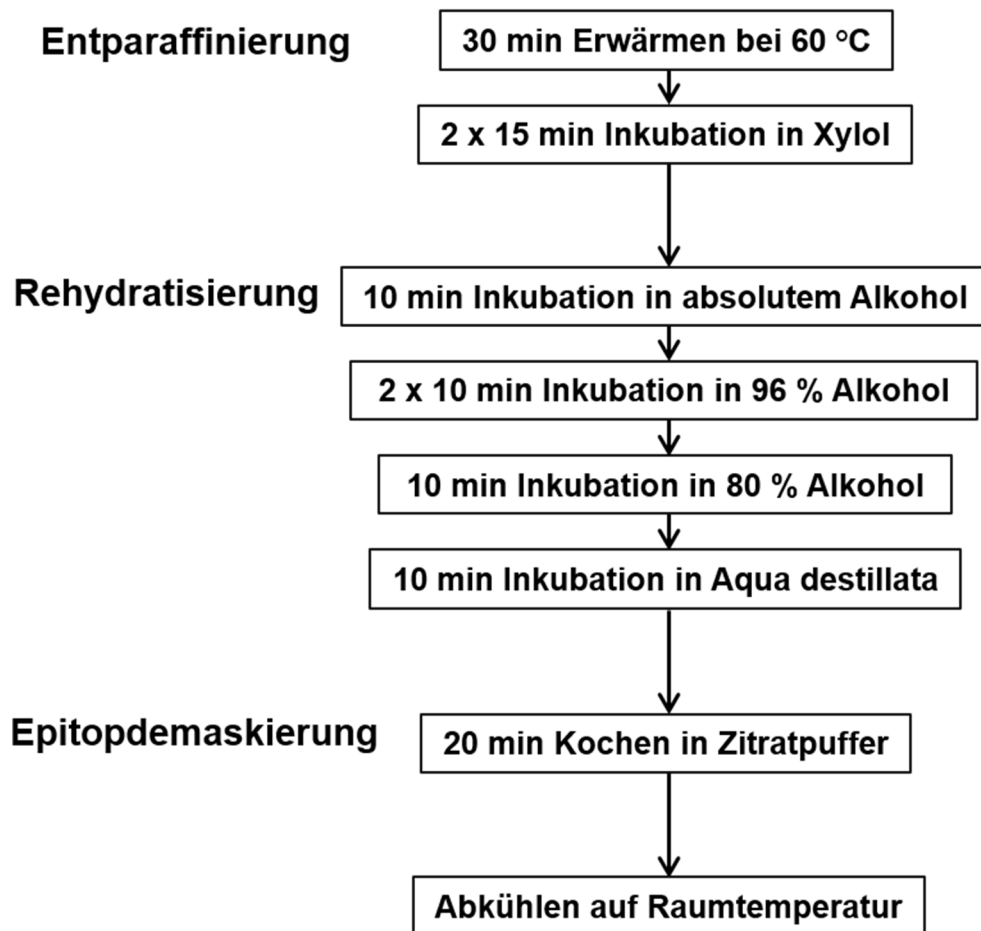 Entparaffinierung
30 min Erwärmen bei 60 °C
2 x 15 min Inkubation in Xylol
Rehydratisierung
10 min Inkubation in absolutem Alkohol
2 x 10 min Inkubation in 96 % Alkohol
10 min Inkubation in 80 % Alkohol
10 min Inkubation in Aqua destillata
Epitopdemaskierung
20 min Kochen in Zitratpuffer
Abkühlen auf Raumtemperatur